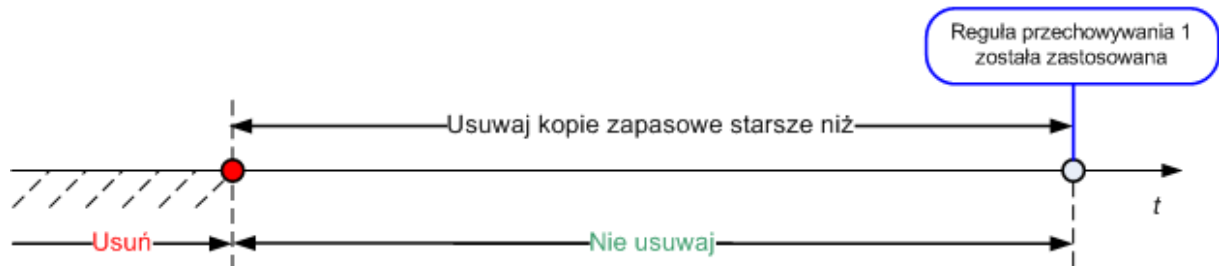 Reguła przechowywania 1
została zastosowana
Usuwaj kopie zapasowe starsze niż
t
Usuń
Nie usuwaj